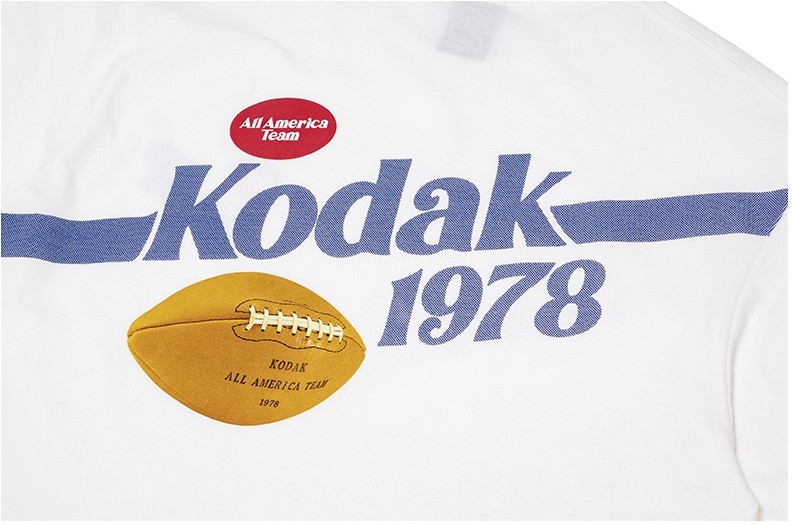 All America
Team
Kodak
1978
KODAK
ALL AMERICA TEAM
1978